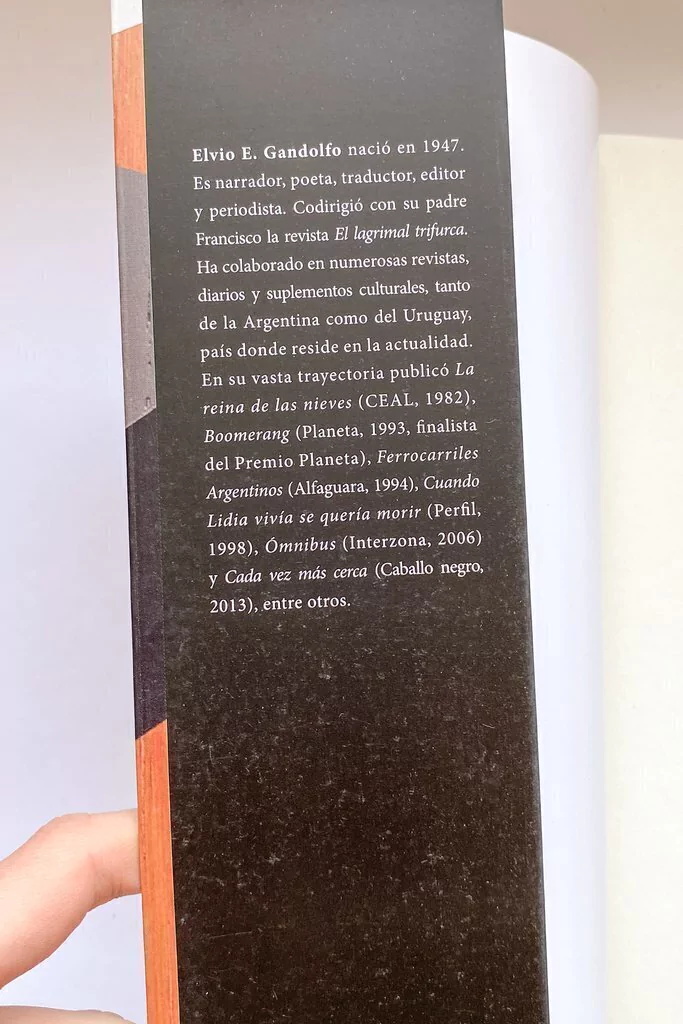 Elvio E. Gandolfo nació en 1947.
Es narrador, poeta, traductor, editor
y periodista. Codirigió con su padre
Francisco la revista El lagrimal trifurca.
Ha colaborado en numerosas revistas,
diarios y suplementos culturales, tanto
de la Argentina como del Uruguay,
país donde reside en la actualidad.
En su vasta trayectoria publicó La
reina de las nieves (CEAL, 1982),
Boomerang (Planeta, 1993, finalista
del Premio Planeta), Ferrocarriles
Argentinos (Alfaguara, 1994), Cuando
Lidia vivía se quería morir (Perfil,
1998), Ómnibus (Interzona, 2006)
y Cada vez más cerca (Caballo negro,
2013), entre otros.